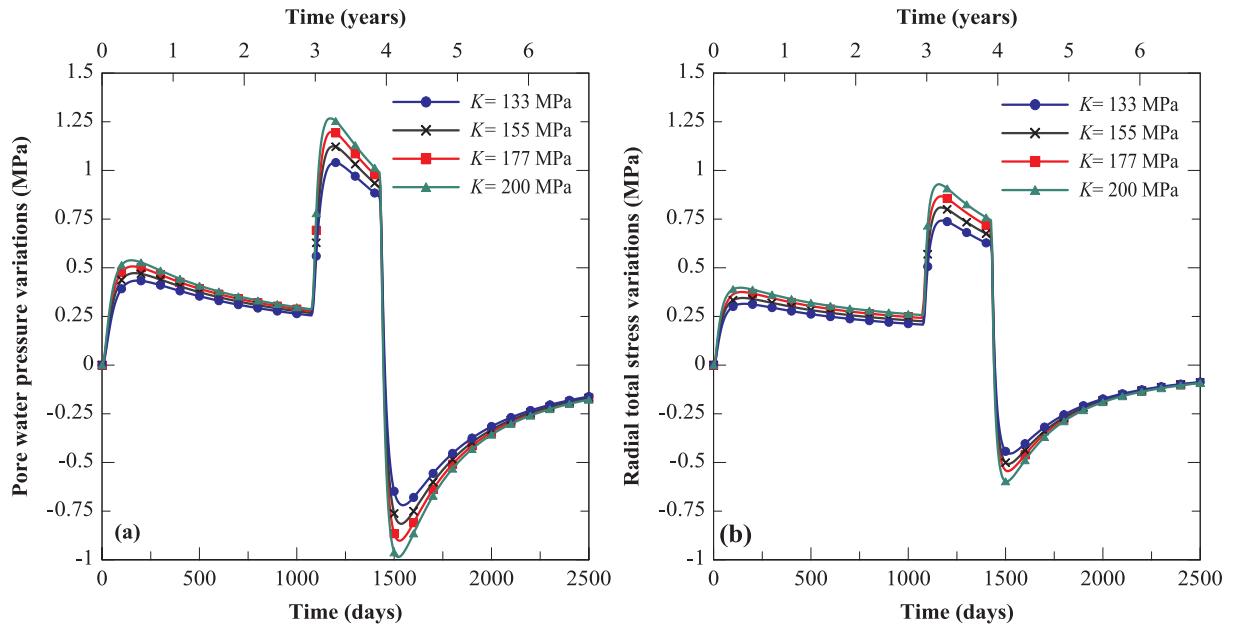 Time (years)
0 1 2 3 4 5 6
1.5
1.25
1
0.75
0.5
0.25
0
-0.25
-0.5
-0.75
-1
Pore water pressure variations (MPa)
K= 133 MPa
K= 155 MPa
K= 177 MPa
K= 200 MPa
(a)
0 500 1000 1500 2000 2500
Time (days)
Time (years)
0 1 2 3 4 5 6
1.5
1.25
1
0.75
0.5
0.25
0
-0.25
-0.5
-0.75
-1
Radial total stress variations (MPa)
K= 133 MPa
K= 155 MPa
K= 177 MPa
K= 200 MPa
(b)
0 500 1000 1500 2000 2500
Time (days)